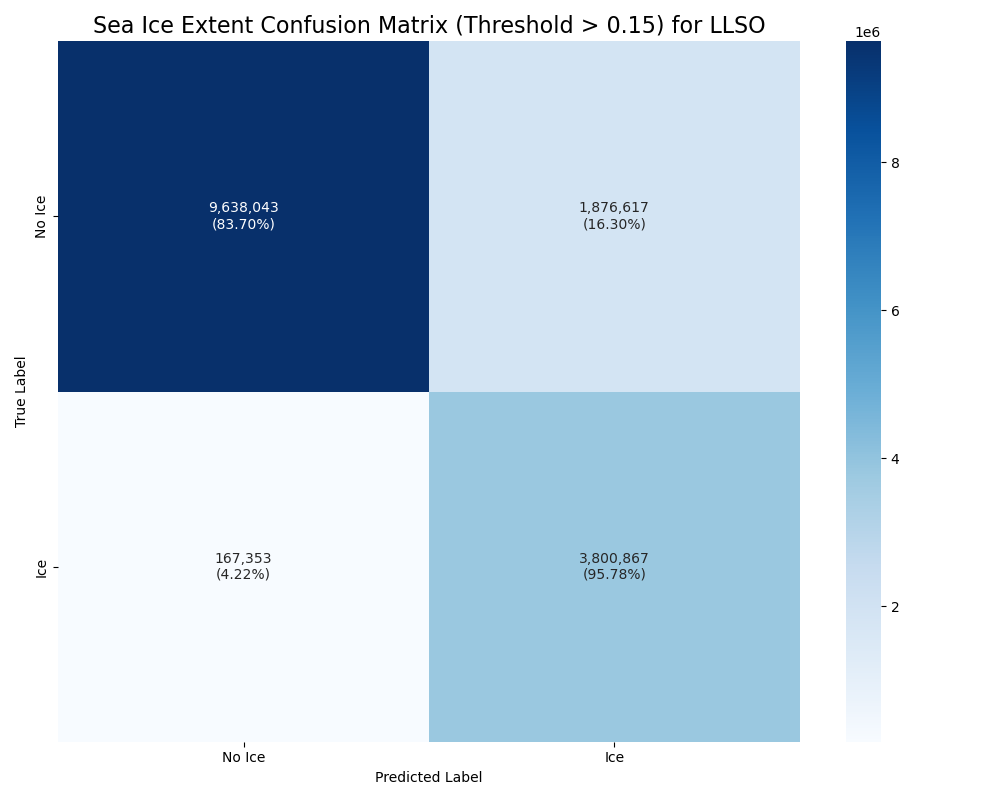 Sea Ice Extent Confusion Matrix (Threshold > 0.15) for LLSO
1e6
No Ice
9,638,043
(83.70%)
1,876,617
(16.30%)
8
6
True Label
4
Ice
167,353
(4.22%)
3,800,867
(95.78%)
2
No Ice
Ice
Predicted Label